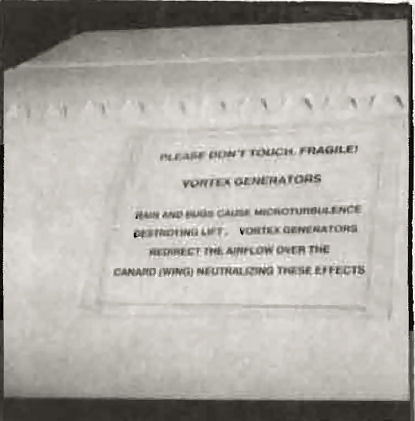 PLEASE DON'T TOUCH. FRAGILE!
VORTEX GENERATORS
RAIN AND BUGS CAUSE MICROTURBULENCE
DESTROYING LIFT. VORTEX GENERATORS
REDIRECT THE AIRFLOW OVER THE
CANARD (WING) NEUTRALIZING THESE EFFECTS